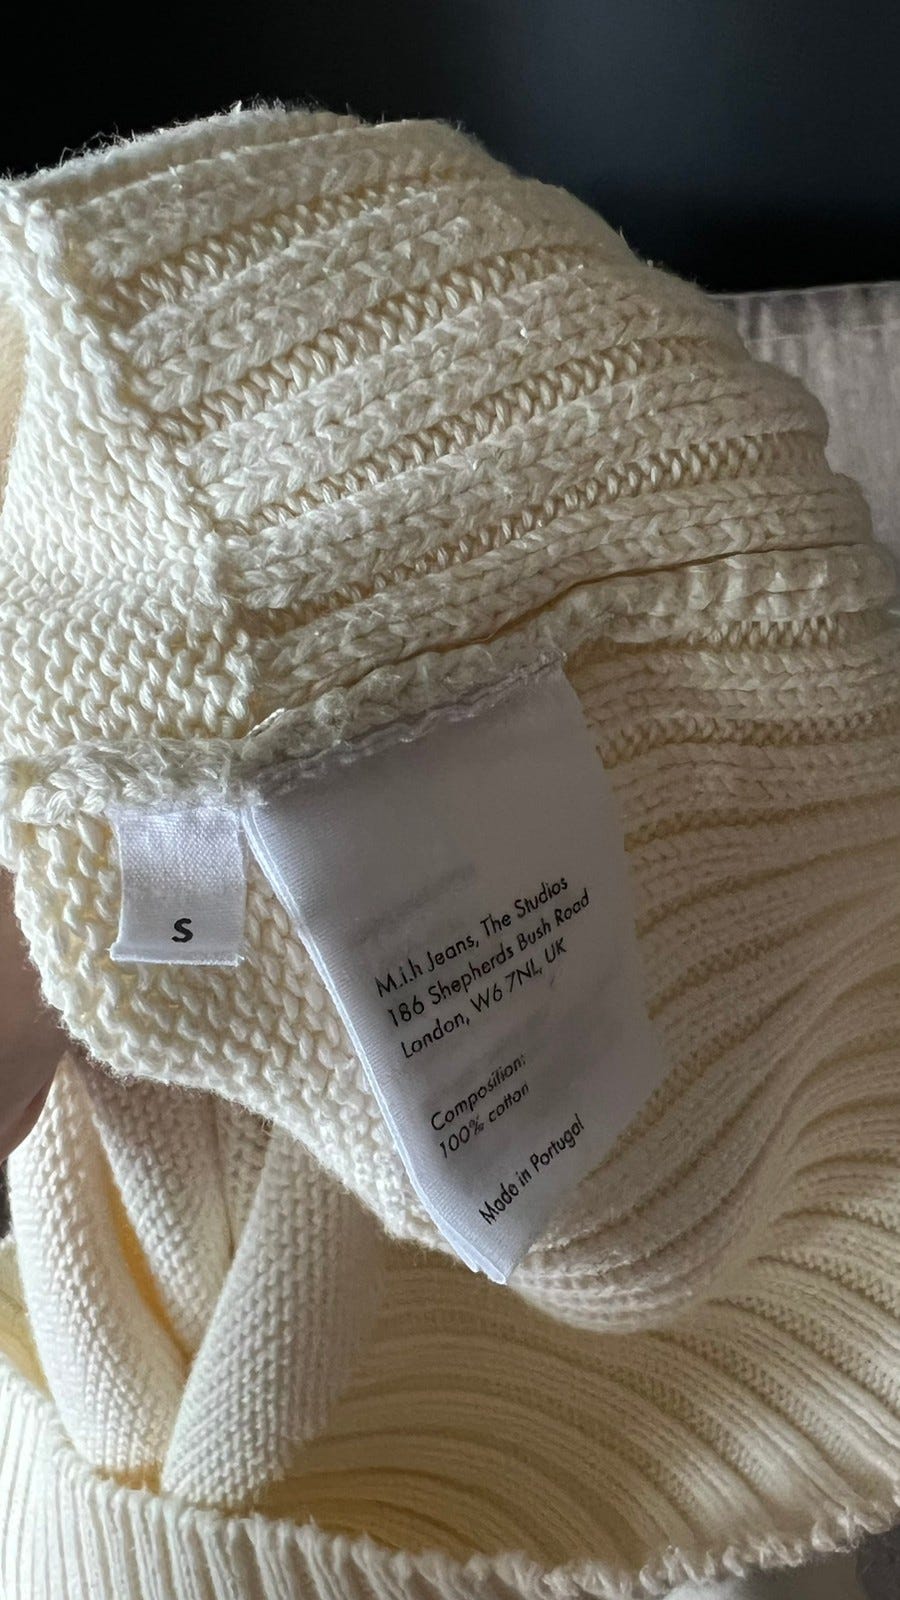 S
M.i.h Jeans, The Studios
186 Shepherds Bush Road
London, W6 7NL, UK
Composition:
100% cotton
Made in Portugal